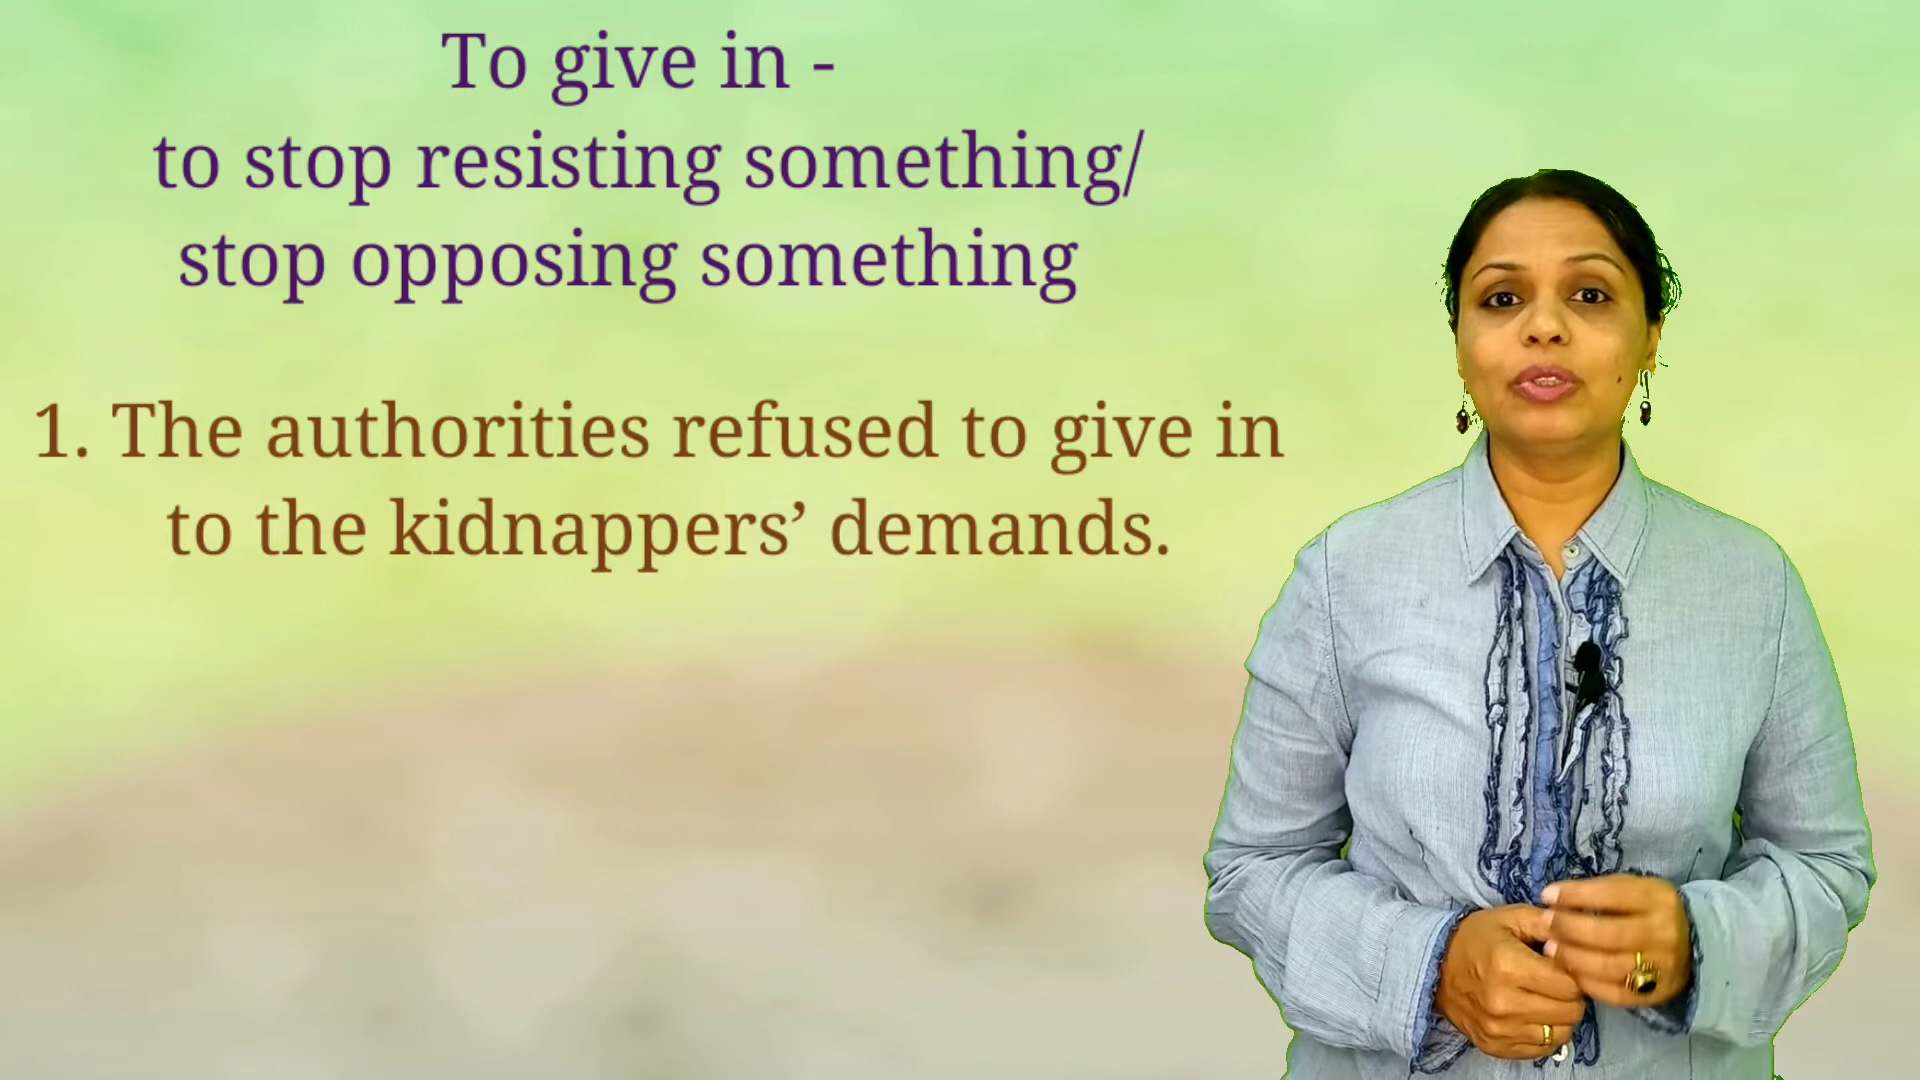 To give in -
to stop resisting something/
stop opposing something
1. The authorities refused to give in
to the kidnappers’ demands.